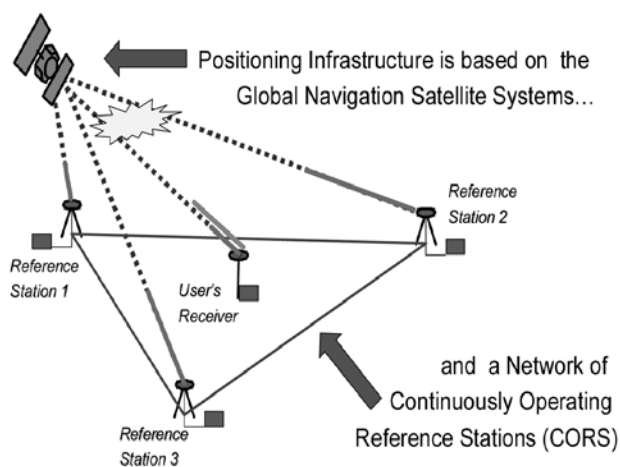 Positioning Infrastructure is based on the
Global Navigation Satellite Systems…
Reference
Station 2
Reference
Station 1
User's
Receiver
and a Network of
Continuously Operating
Reference Stations (CORS)
Reference
Station 3